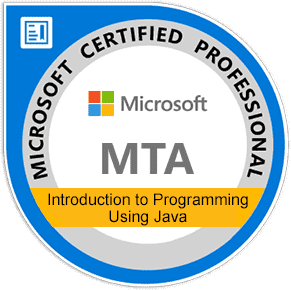 MICROSOFT CERTIFIED PROFESSIONAL
Microsoft
MTA
Introduction to Programming
Using Java